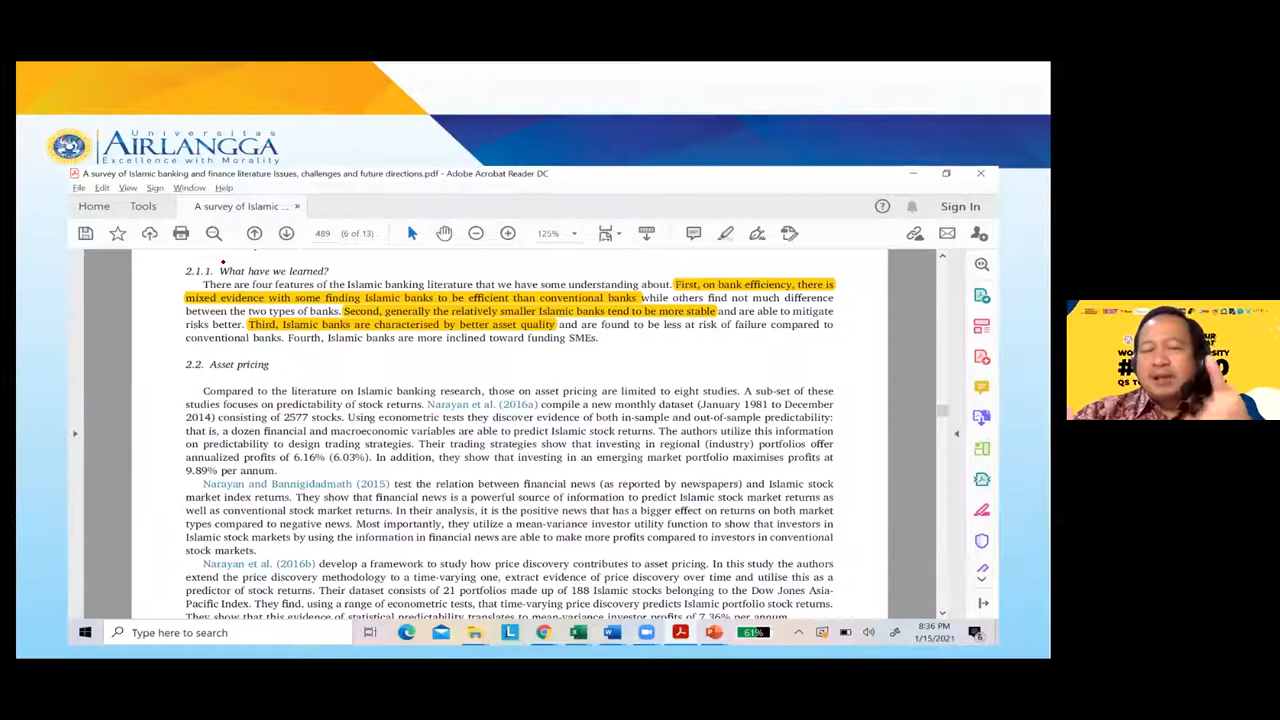 Universitas
AIRLANGGA
Excellence with Morality
A survey of Islamic banking and finance literature Issues, challenges and future directions.pdf - Adobe Acrobat Reader DC
File Edit View Sign Window Help
Home Tools A survey of Islamic ... × Sign In
489 (6 of 13) 125%
2.1.1. What have we learned?
There are four features of the Islamic banking literature that we have some understanding about. First, on bank efficiency, there is
mixed evidence with some finding Islamic banks to be efficient than conventional banks while others find not much difference
between the two types of banks. Second, generally the relatively smaller Islamic banks tend to be more stable and are able to mitigate
risks better. Third, Islamic banks are characterised by better asset quality and are found to be less at risk of failure compared to
conventional banks. Fourth, Islamic banks are more inclined toward funding SMEs.
2.2. Asset pricing
Compared to the literature on Islamic banking research, those on asset pricing are limited to eight studies. A sub-set of these
studies focuses on predictability of stock returns. Narayan et al. (2016a) compile a new monthly dataset (January 1981 to December
2014) consisting of 2577 stocks. Using econometric tests they discover evidence of both in-sample and out-of-sample predictability:
that is, a dozen financial and macroeconomic variables are able to predict Islamic stock returns. The authors utilize this information
on predictability to design trading strategies. Their trading strategies show that investing in regional (industry) portfolios offer
annualized profits of 6.16% (6.03%). In addition, they show that investing in an emerging market portfolio maximises profits at
9.89% per annum.
Narayan and Bannigidadmath (2015) test the relation between financial news (as reported by newspapers) and Islamic stock
market index returns. They show that financial news is a powerful source of information to predict Islamic stock market returns as
well as conventional stock market returns. In their analysis, it is the positive news that has a bigger effect on returns on both market
types compared to negative news. Most importantly, they utilize a mean-variance investor utility function to show that investors in
Islamic stock markets by using the information in financial news are able to make more profits compared to investors in conventional
stock markets.
Narayan et al. (2016b) develop a framework to study how price discovery contributes to asset pricing. In this study the authors
extend the price discovery methodology to a time-varying one, extract evidence of price discovery over time and utilise this as a
predictor of stock returns. Their dataset consists of 21 portfolios made up of 188 Islamic stocks belonging to the Dow Jones Asia-
Pacific Index. They find, using a range of econometric tests, that time-varying price discovery predicts Islamic portfolio stock returns.
They show that this evidence of statistical predictability translates to mean-variance investor profits of 7.36% per annum.
Type here to search
61%
8:36 PM
1/15/2021